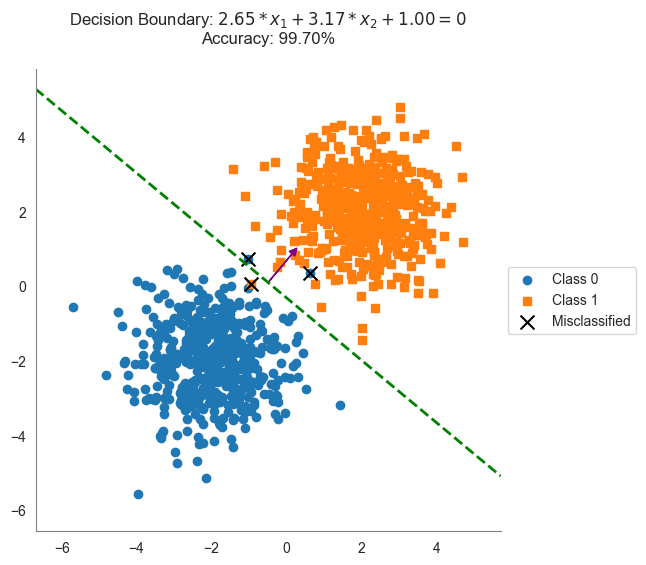 Decision Boundary: 2.65 * x₁ + 3.17 * x₂ + 1.00 = 0
Accuracy: 99.70%
4
2
0
−2
−4
−6
−6 −4 −2 0 2 4
Class 0
Class 1
Misclassified